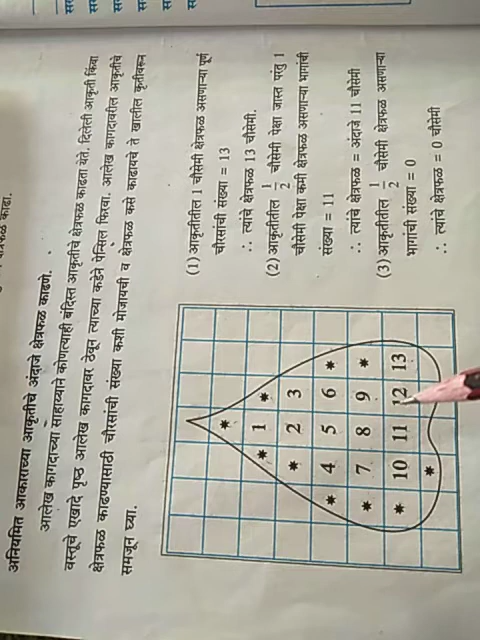 क्षेत्रफळ काढा.
अनियमित आकाराच्या आकृतीचे अंदाजे क्षेत्रफळ काढणे.
आलेख कागदाच्या साहाय्याने कोणत्याही बंदिस्त आकृतीचे क्षेत्रफळ काढता येते. दिलेली आकृती किंवा
वस्तूचे एखादे पृष्ठ आलेख कागदावर ठेवून त्याच्या कडेने पेन्सिल फिरवा. आलेख कागदावरील आकृतीचे
क्षेत्रफळ काढण्यासाठी चौरसांची संख्या कशी मोजायची व क्षेत्रफळ कसे काढायचे ते खालील कृतीवरून
समजून घ्या.
1
2 3
4 5 6
7 8 9
10 11 12 13
(1) आकृतीतील 1 चौसेमी क्षेत्रफळ असणाऱ्या पूर्ण
चौरसांची संख्या = 13
∴ त्यांचे क्षेत्रफळ 13 चौसेमी.
(2) आकृतीतील 1/2 चौसेमी पेक्षा जास्त परंतु 1
चौसेमी पेक्षा कमी क्षेत्रफळ असणाऱ्या भागांची
संख्या = 11
∴ त्यांचे क्षेत्रफळ = अंदाजे 11 चौसेमी
(3) आकृतीतील 1/2 चौसेमी क्षेत्रफळ असणाऱ्या
भागांची संख्या = 0
∴ त्यांचे क्षेत्रफळ = 0 चौसेमी